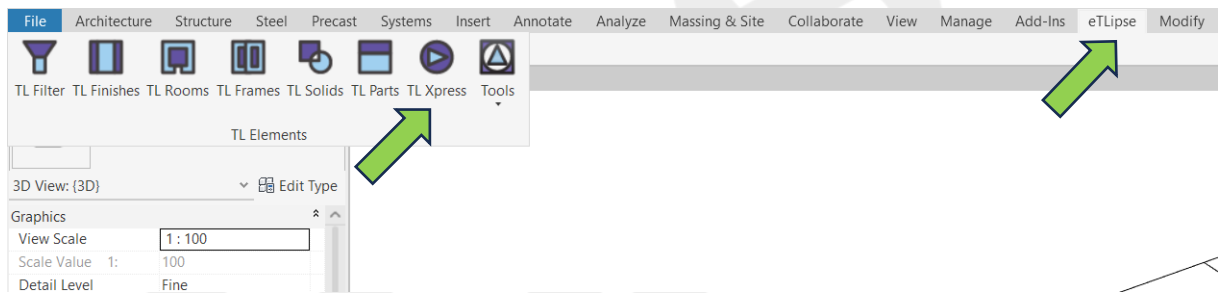 File Architecture Structure Steel Precast Systems Insert Annotate Analyze Massing & Site Collaborate View Manage Add-Ins eTLipse Modify
TL Filter TL Finishes TL Rooms TL Frames TL Solids TL Parts TL Xpress Tools
TL Elements
3D View: {3D} Edit Type
Graphics
View Scale 1 : 100
Scale Value 1: 100
Detail Level Fine